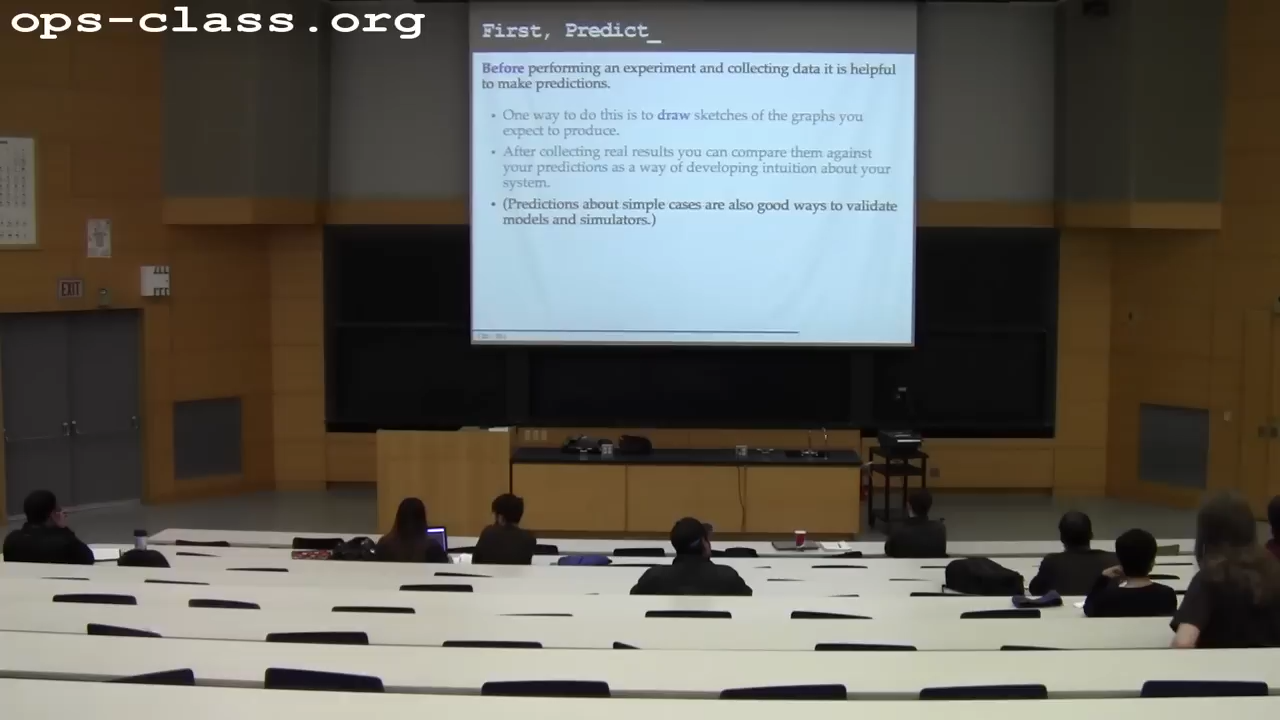 ops-class.org
First, Predict_
Before performing an experiment and collecting data it is helpful
to make predictions.
• One way to do this is to draw sketches of the graphs you
expect to produce.
• After collecting real results you can compare them against
your predictions as a way of developing intuition about your
system.
• (Predictions about simple cases are also good ways to validate
models and simulators.)
EXIT